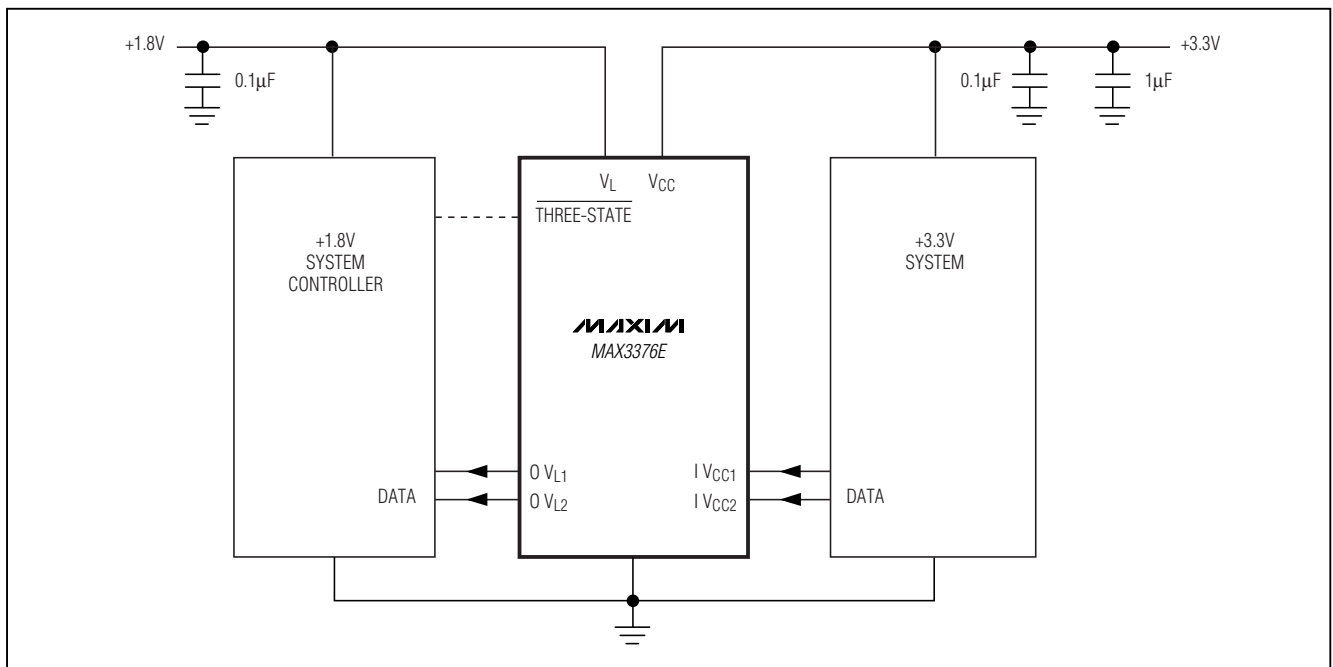 +1.8V
+3.3V
0.1µF
0.1µF
1µF
VL
VCC
THREE-STATE
+1.8V
SYSTEM
CONTROLLER
+3.3V
SYSTEM
MAXIM
MAX3376E
O VL1
I VCC1
DATA
O VL2
I VCC2
DATA